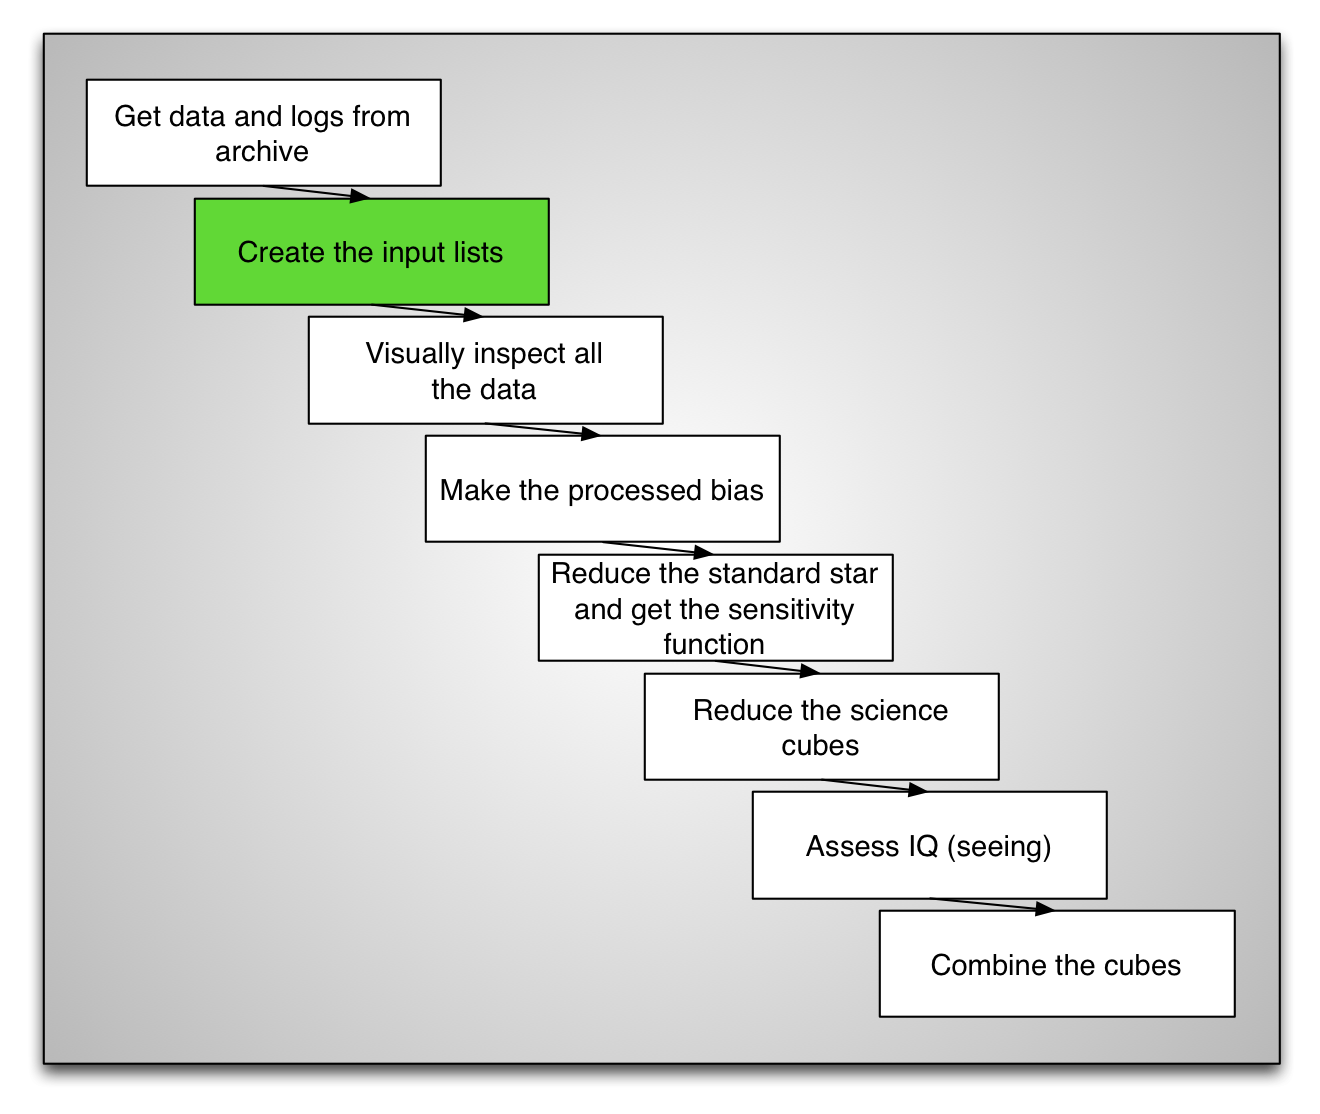 Get data and logs from
archive
Create the input lists
Visually inspect all
the data
Make the processed bias
Reduce the standard star
and get the sensitivity
function
Reduce the science
cubes
Assess IQ (seeing)
Combine the cubes